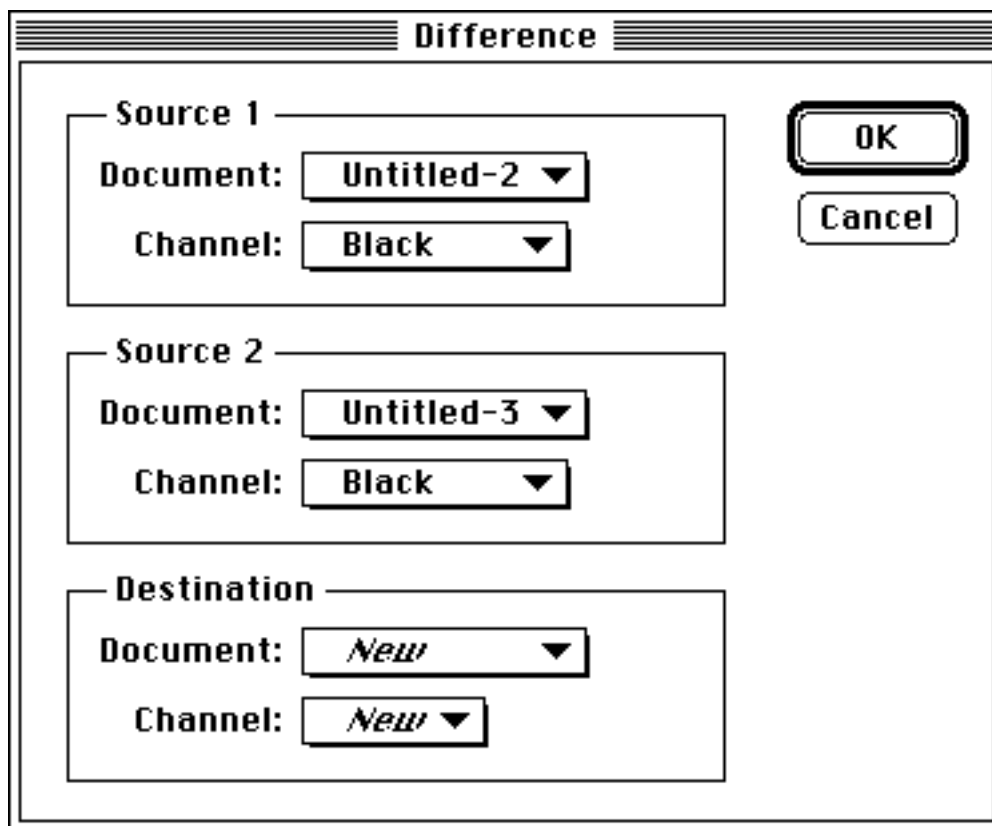 Difference
Source 1
Document: Untitled-2
Channel: Black
OK
Cancel
Source 2
Document: Untitled-3
Channel: Black
Destination
Document: New
Channel: New